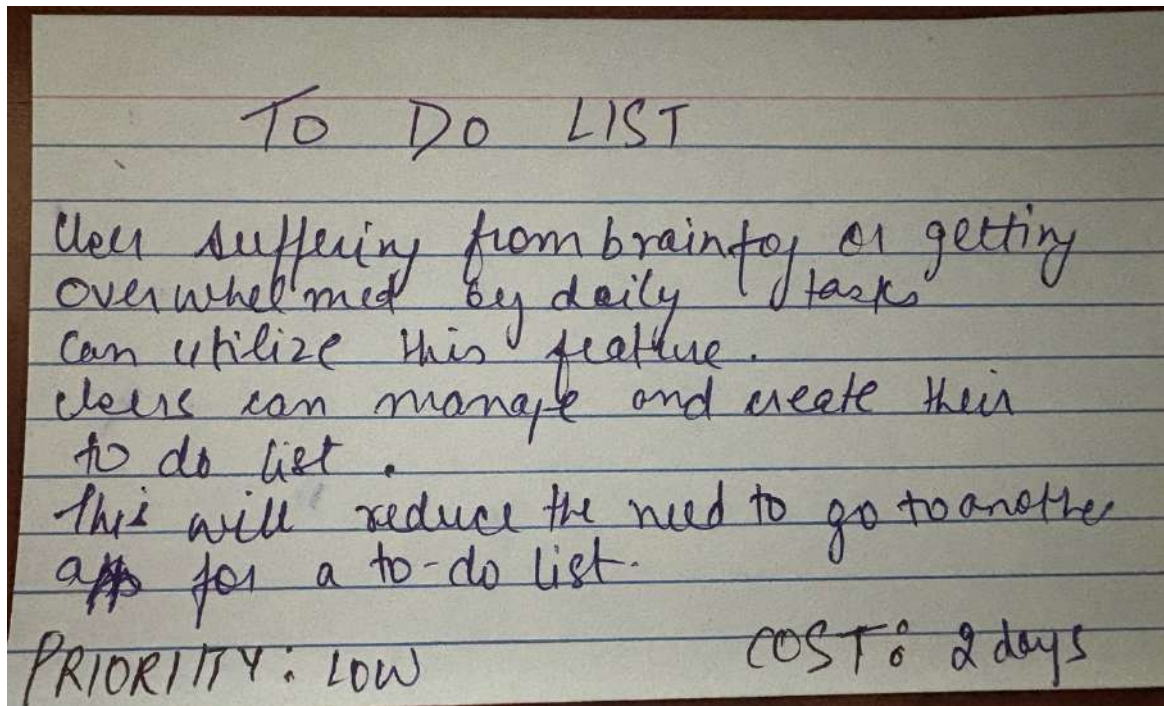 TO DO LIST
User suffering from brain fog or getting
overwhelmed by daily tasks
can utilize this feature.
Users can manage and create their
to do list.
This will reduce the need to go to another
app for a to-do list.
PRIORITY: LOW COST: 2 days